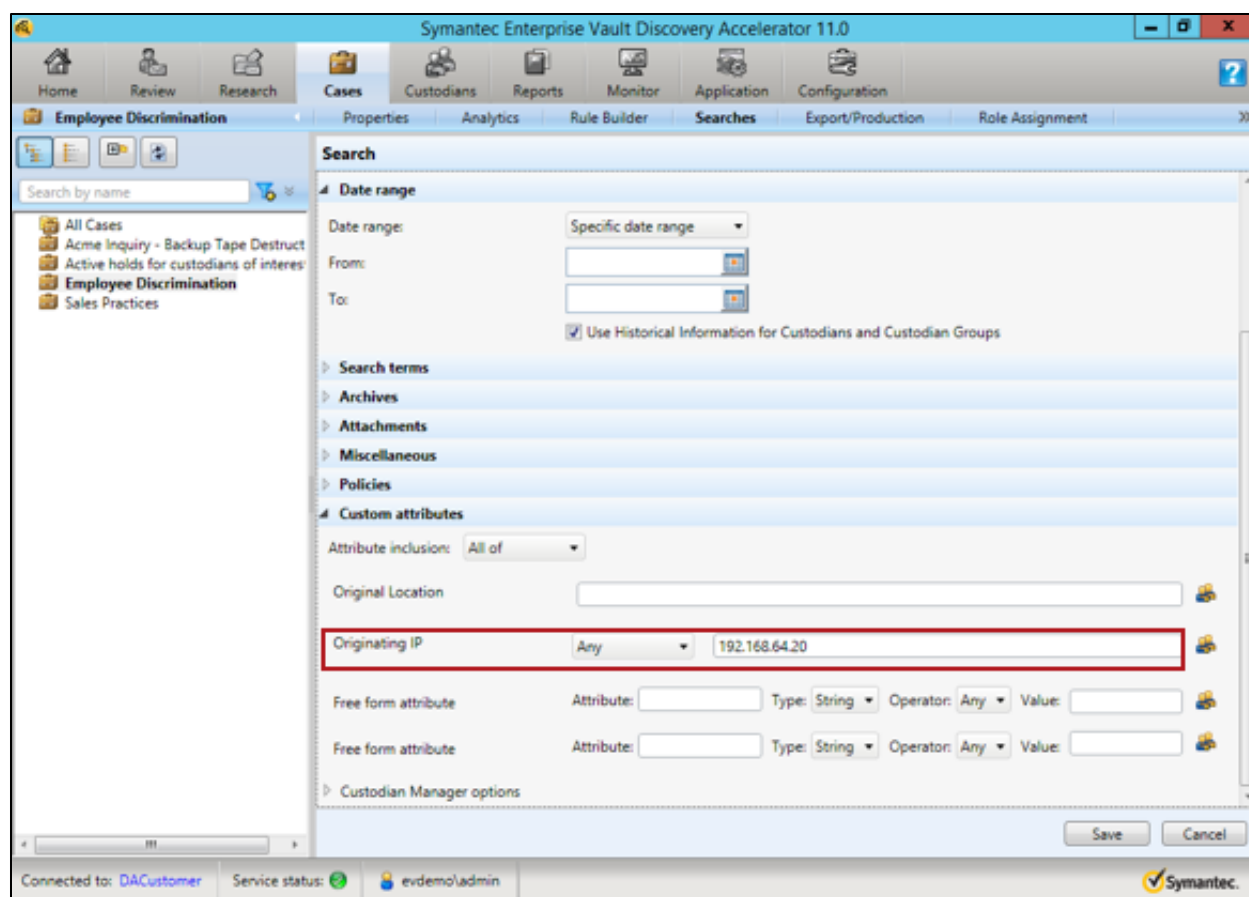 Symantec Enterprise Vault Discovery Accelerator 11.0
Home Review Research Cases Custodians Reports Monitor Application Configuration
Employee Discrimination Properties Analytics Rule Builder Searches Export/Production Role Assignment
Search
Search by name
All Cases
Acme Inquiry - Backup Tape Destruct
Active holds for custodians of interes
Employee Discrimination
Sales Practices
Date range
Date range: Specific date range
From:
To:
Use Historical Information for Custodians and Custodian Groups
Search terms
Archives
Attachments
Miscellaneous
Policies
Custom attributes
Attribute inclusion: All of
Original Location
Originating IP Any 192.168.64.20
Free form attribute Attribute: Type: String Operator: Any Value:
Free form attribute Attribute: Type: String Operator: Any Value:
Custodian Manager options
Save Cancel
Connected to: DACustomer Service status: evdemo\admin Symantec.